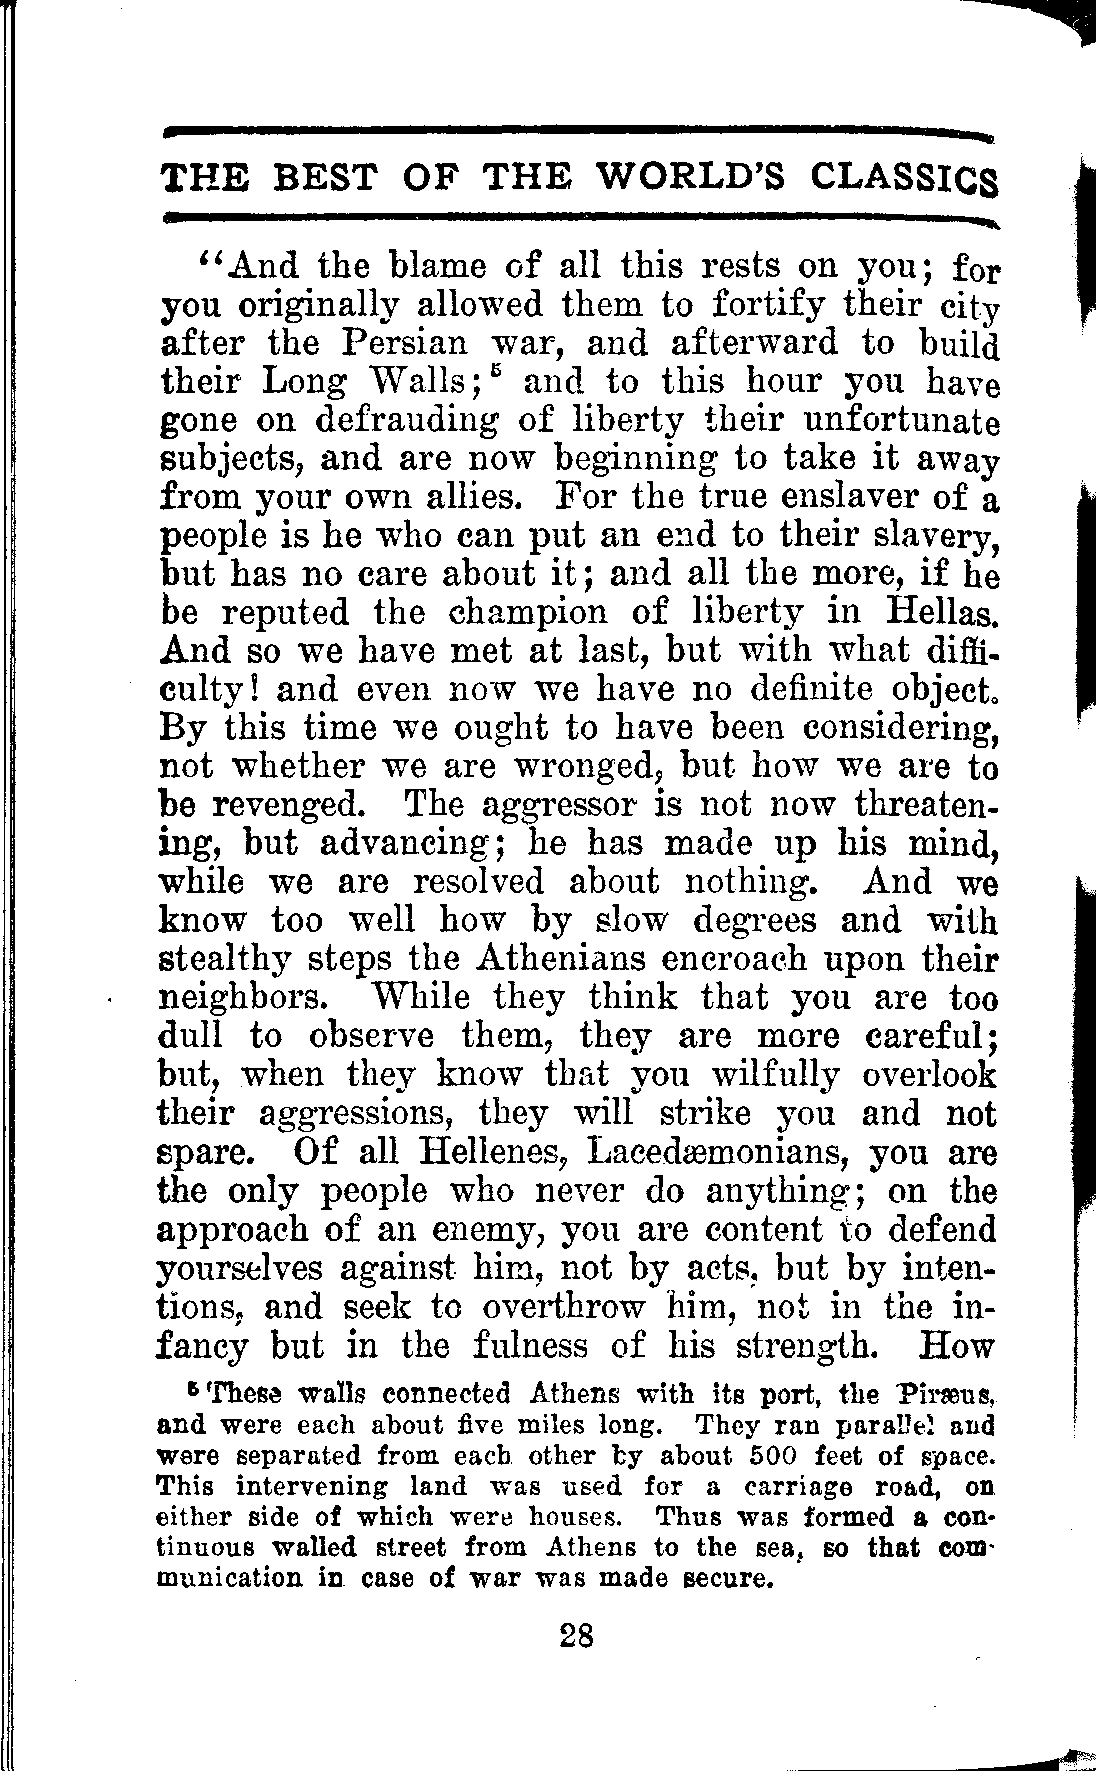 THE BEST OF THE WORLD'S CLASSICS
"And the blame of all this rests on you; for
you originally allowed them to fortify their city
after the Persian war, and afterward to build
their Long Walls;⁵ and to this hour you have
gone on defrauding of liberty their unfortunate
subjects, and are now beginning to take it away
from your own allies. For the true enslaver of a
people is he who can put an end to their slavery,
but has no care about it; and all the more, if he
be reputed the champion of liberty in Hellas.
And so we have met at last, but with what diffi-
culty! and even now we have no definite object.
By this time we ought to have been considering,
not whether we are wronged, but how we are to
be revenged. The aggressor is not now threaten-
ing, but advancing; he has made up his mind,
while we are resolved about nothing. And we
know too well how by slow degrees and with
stealthy steps the Athenians encroach upon their
neighbors. While they think that you are too
dull to observe them, they are more careful;
but, when they know that you wilfully overlook
their aggressions, they will strike you and not
spare. Of all Hellenes, Lacedæmonians, you are
the only people who never do anything; on the
approach of an enemy, you are content to defend
yourselves against him, not by acts, but by inten-
tions, and seek to overthrow him, not in the in-
fancy but in the fulness of his strength. How
⁵ These walls connected Athens with its port, the Piræus,
and were each about five miles long. They ran parallel and
were separated from each other by about 500 feet of space.
This intervening land was used for a carriage road, on
either side of which were houses. Thus was formed a con-
tinuous walled street from Athens to the sea, so that com-
munication in case of war was made secure.
28